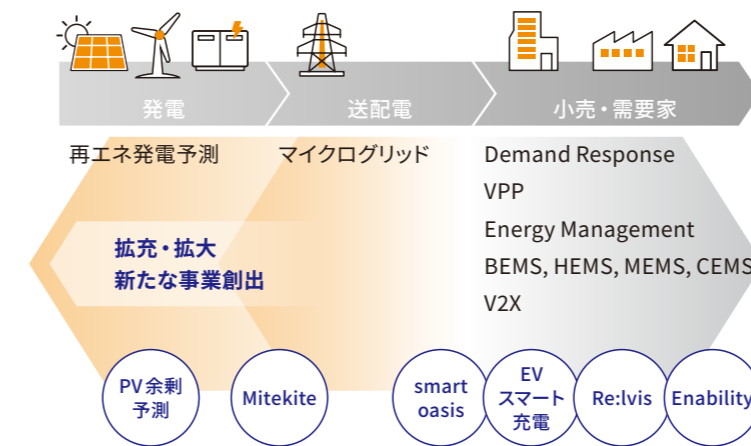 発電
送配電
小売・需要家
再エネ発電予測
マイクログリッド
Demand Response
VPP
Energy Management
BEMS, HEMS, MEMS, CEMS
V2X
拡充・拡大
新たな事業創出
PV余剰
予測
Mitekite
smart
oasis
EV
スマート
充電
Re:lvis
Enability